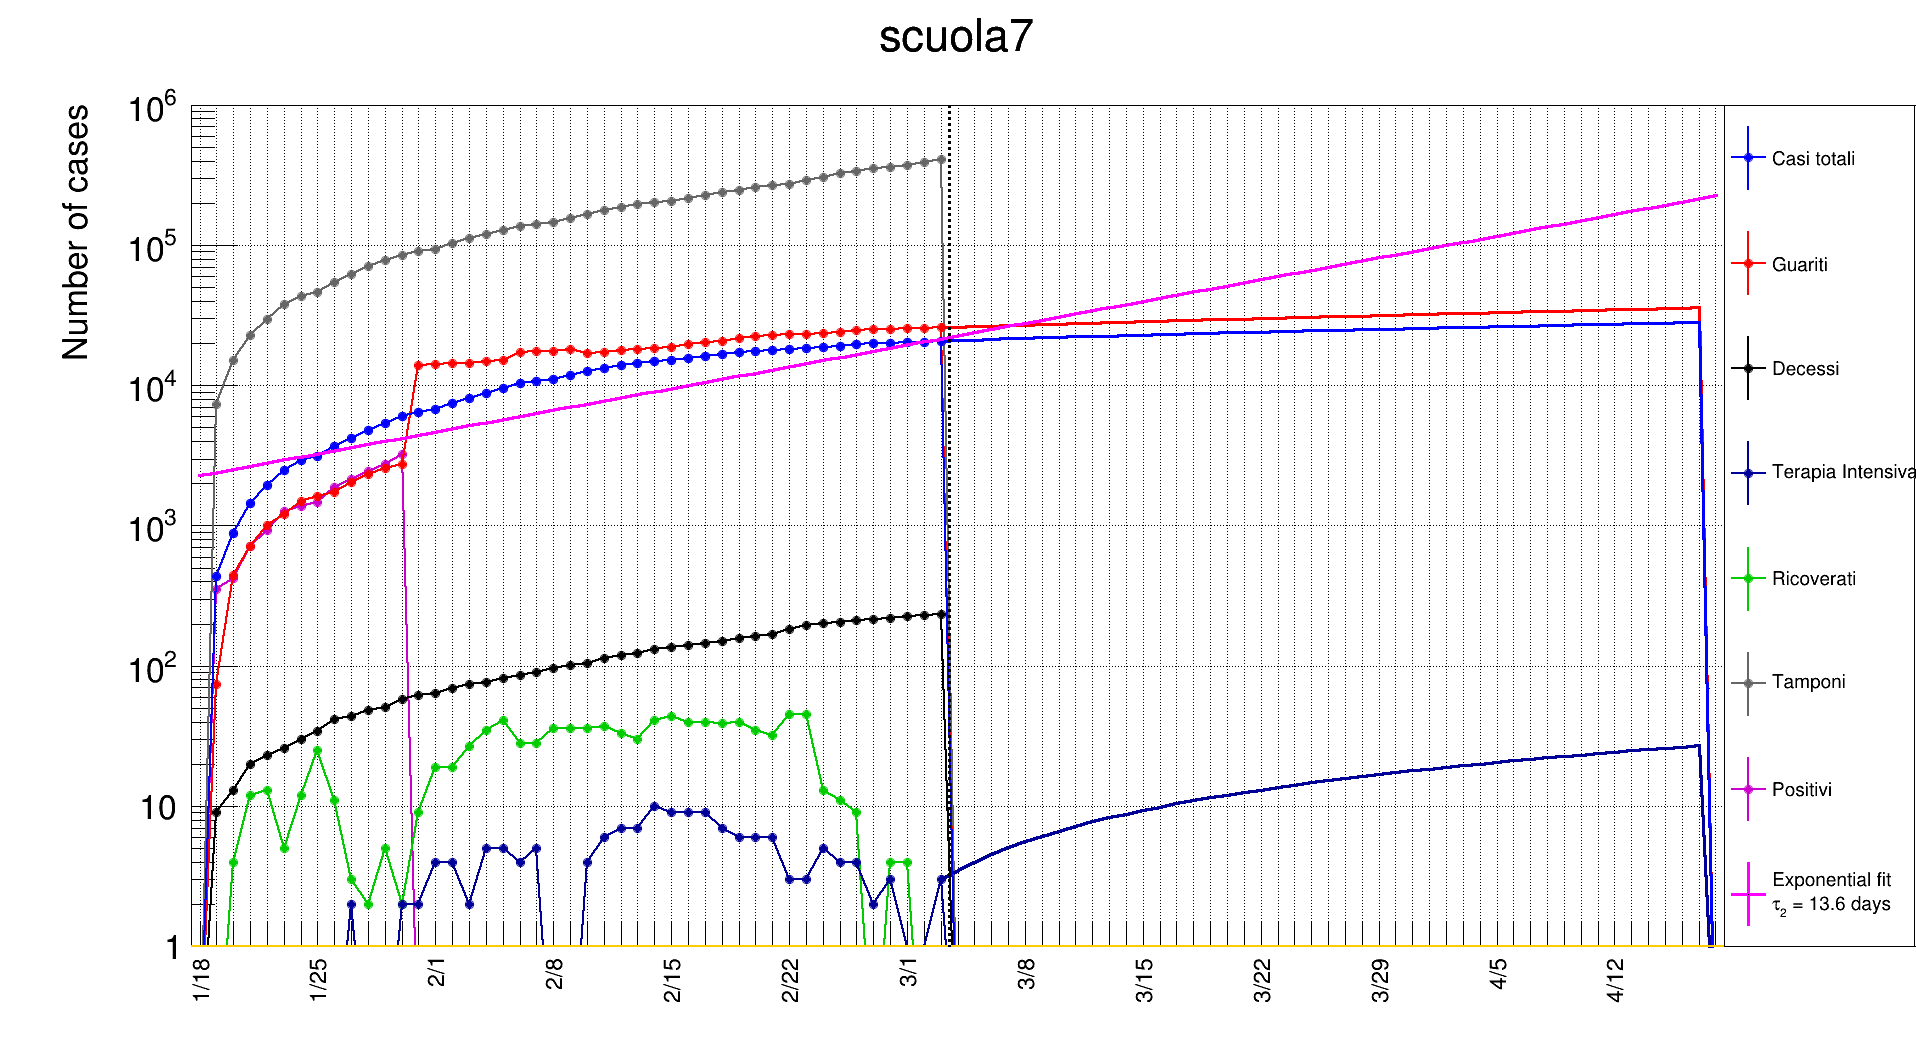 scuola7
Number of cases
10^6
10^5
10^4
10^3
10^2
10
1
1/18
1/25
2/1
2/8
2/15
2/22
3/1
3/8
3/15
3/22
3/29
4/5
4/12
Casi totali
Guariti
Decessi
Terapia Intensiva
Ricoverati
Tamponi
Positivi
Exponential fit
τ_2 = 13.6 days